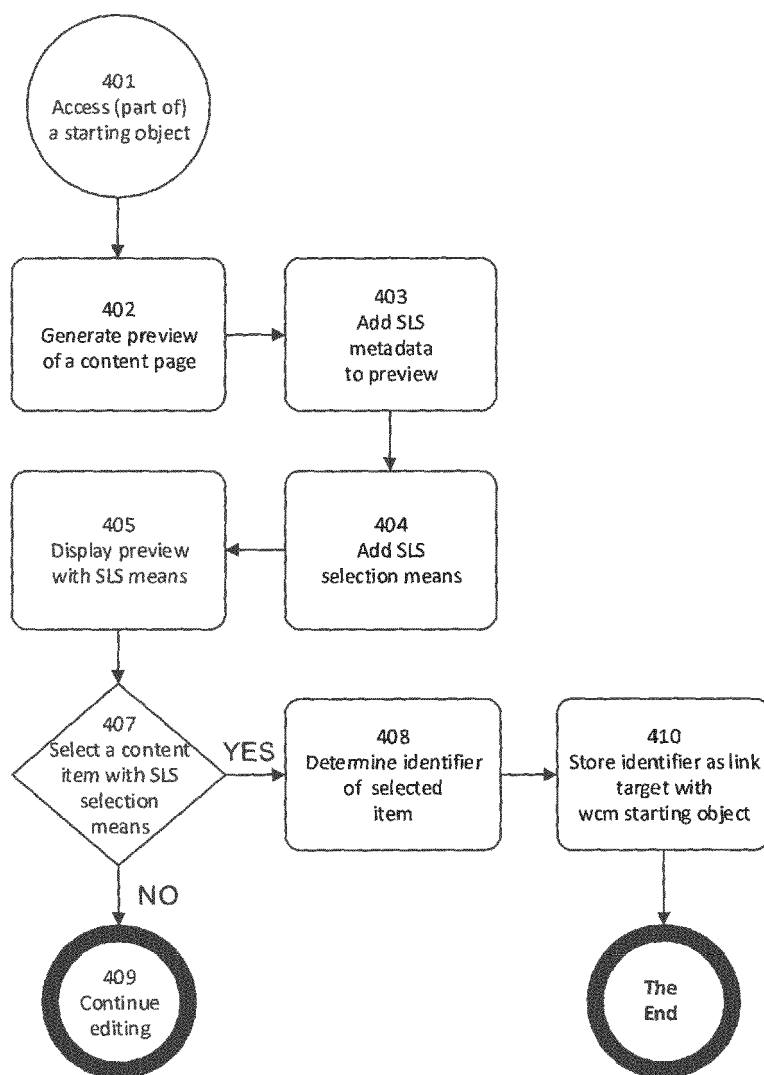 401
Access (part of)
a starting object
402
Generate preview
of a content page
403
Add SLS
metadata
to preview
405
Display preview
with SLS means
404
Add SLS
selection means
407
Select a content
item with SLS
selection
means
YES
408
Determine identifier
of selected
item
410
Store identifier as link
target with
wcm starting object
NO
409
Continue
editing
The
End